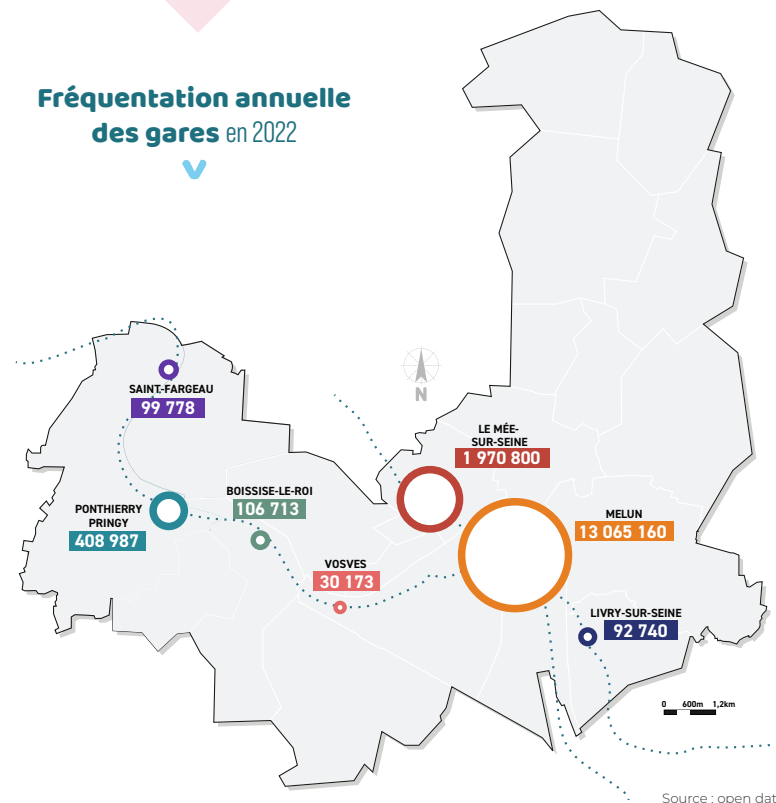 Fréquentation annuelle
des gares en 2022
SAINT-FARGEAU
99 778
N
LE MÉE-
SUR-SEINE
1 970 800
PONTHIERRY
PRINGY
408 987
BOISSISE-LE-ROI
106 713
MELUN
13 065 160
VOSVES
30 173
LIVRY-SUR-SEINE
92 740
0 600m 1,2km
Source : open dat